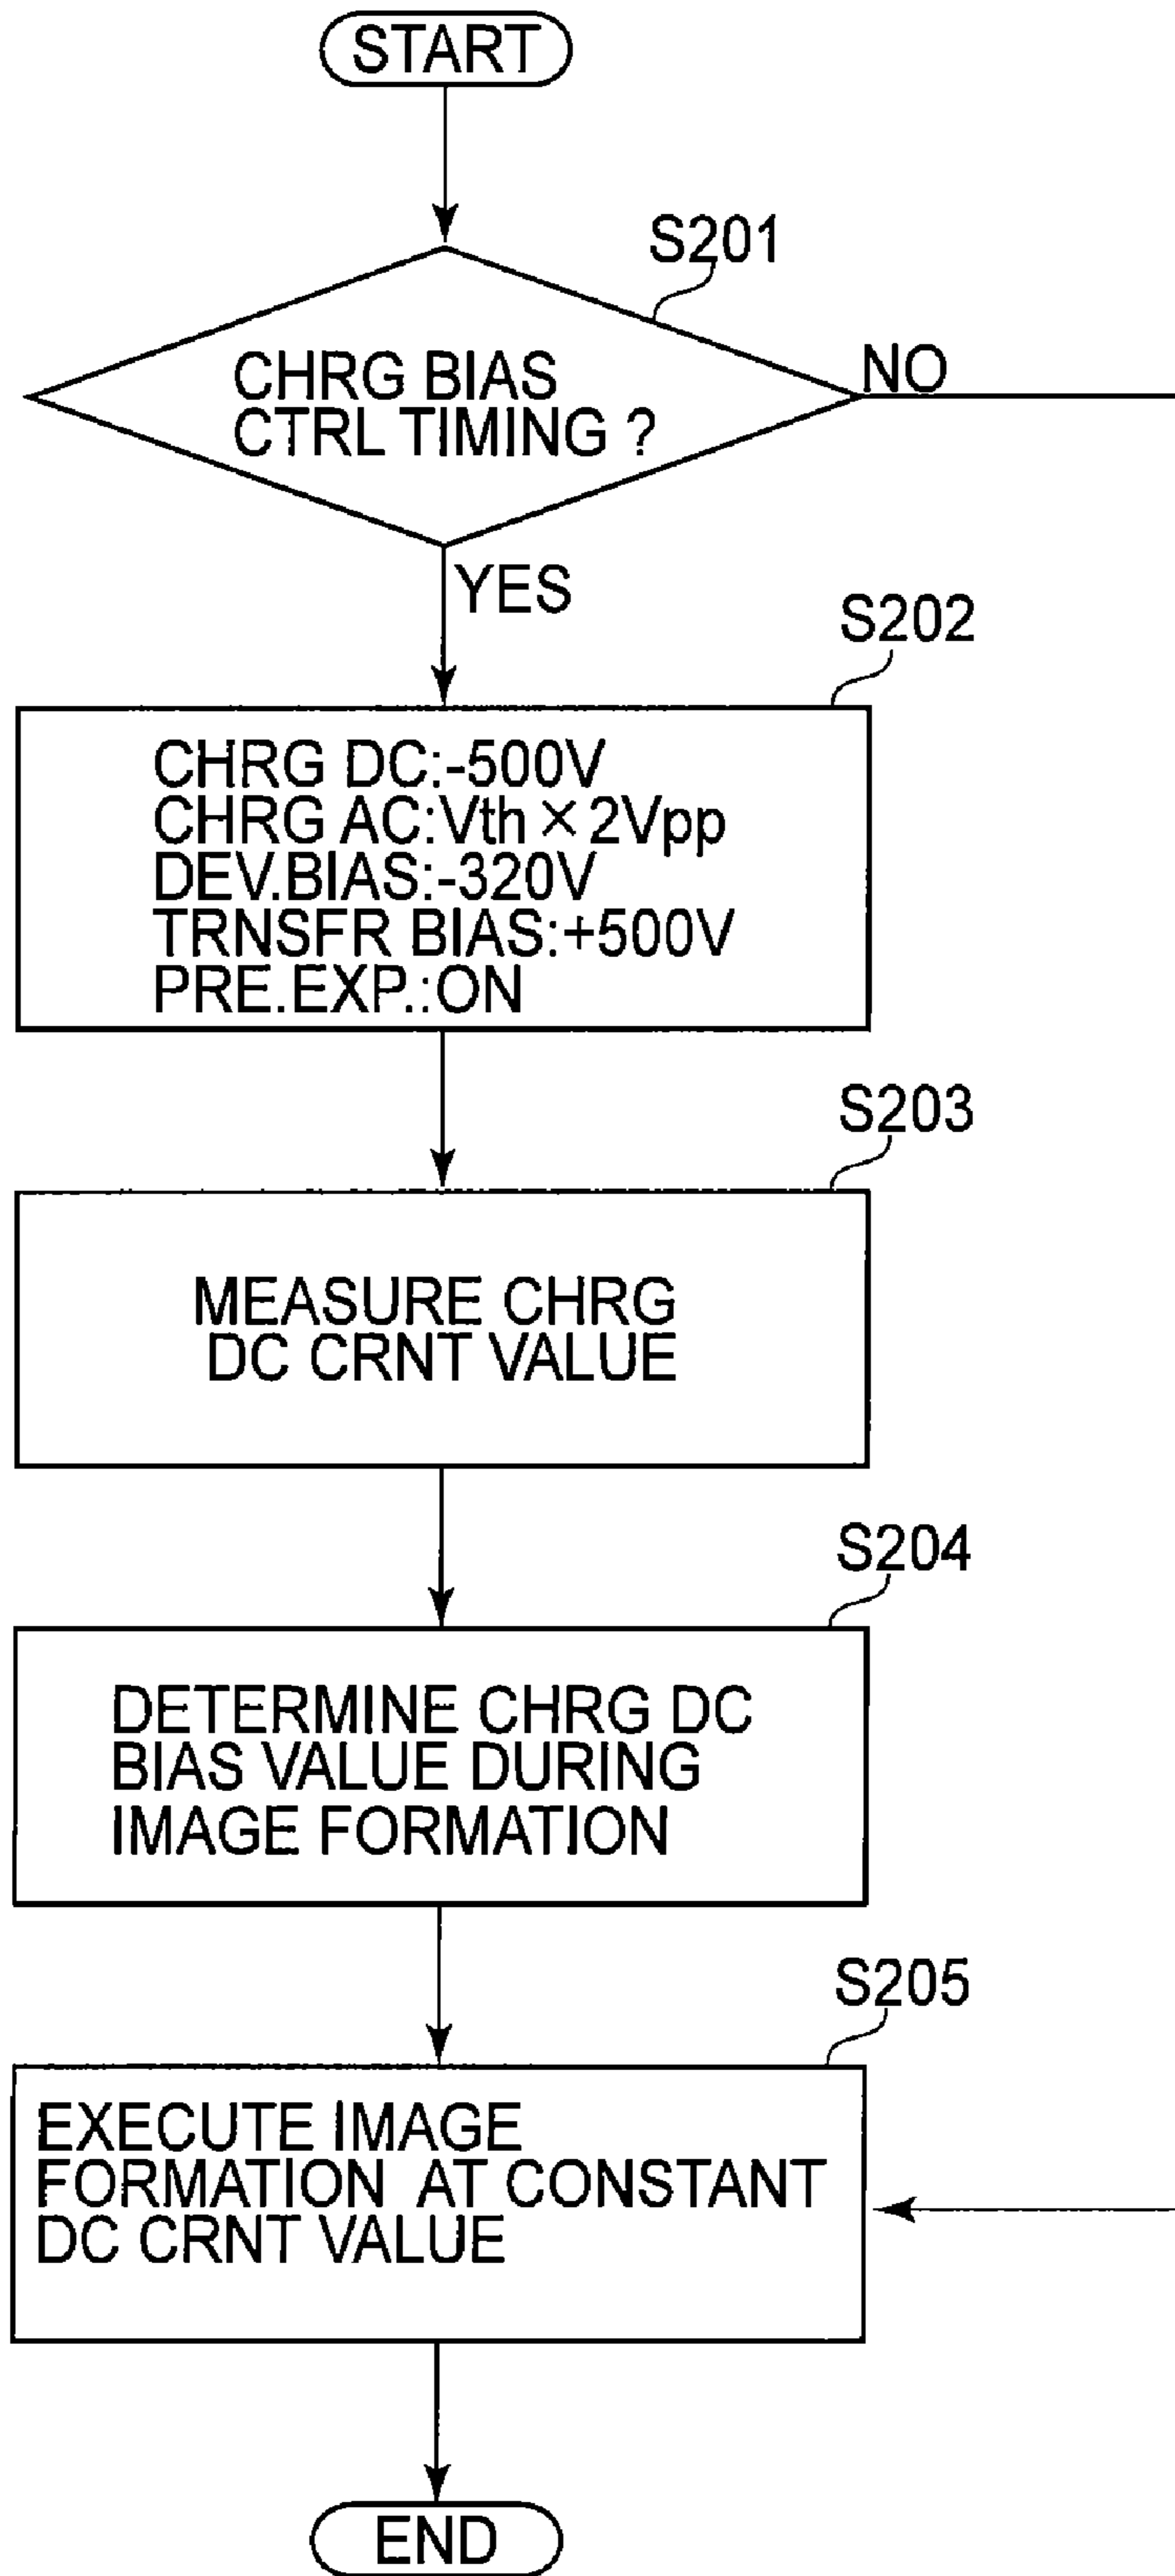 START
S201
CHRG BIAS
CTRL TIMING ?
NO
YES
S202
CHRG DC:-500V
CHRG AC:Vth×2Vpp
DEV.BIAS:-320V
TRNSFR BIAS:+500V
PRE.EXP.:ON
S203
MEASURE CHRG
DC CRNT VALUE
S204
DETERMINE CHRG DC
BIAS VALUE DURING
IMAGE FORMATION
S205
EXECUTE IMAGE
FORMATION AT CONSTANT
DC CRNT VALUE
END